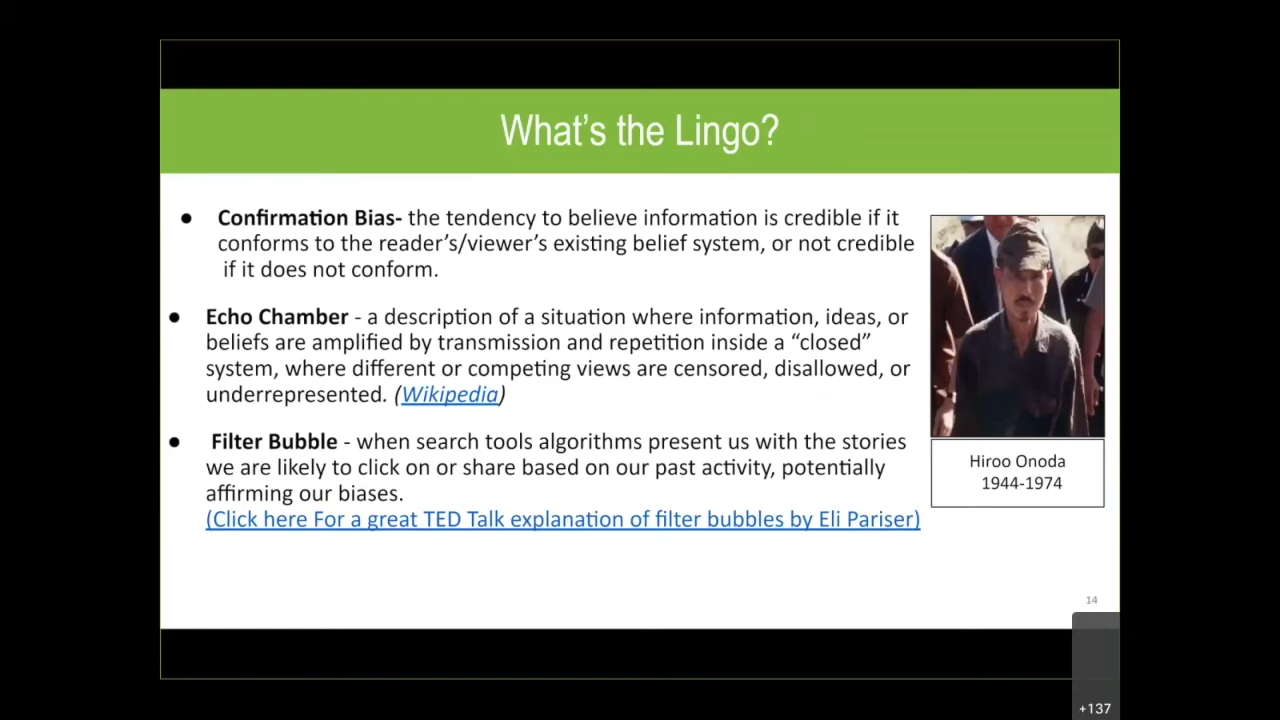 What's the Lingo?
● Confirmation Bias- the tendency to believe information is credible if it
conforms to the reader's/viewer's existing belief system, or not credible
if it does not conform.
● Echo Chamber - a description of a situation where information, ideas, or
beliefs are amplified by transmission and repetition inside a “closed”
system, where different or competing views are censored, disallowed, or
underrepresented. (Wikipedia)
● Filter Bubble - when search tools algorithms present us with the stories
we are likely to click on or share based on our past activity, potentially
affirming our biases.
(Click here For a great TED Talk explanation of filter bubbles by Eli Pariser)
Hiroo Onoda
1944-1974
14
+137